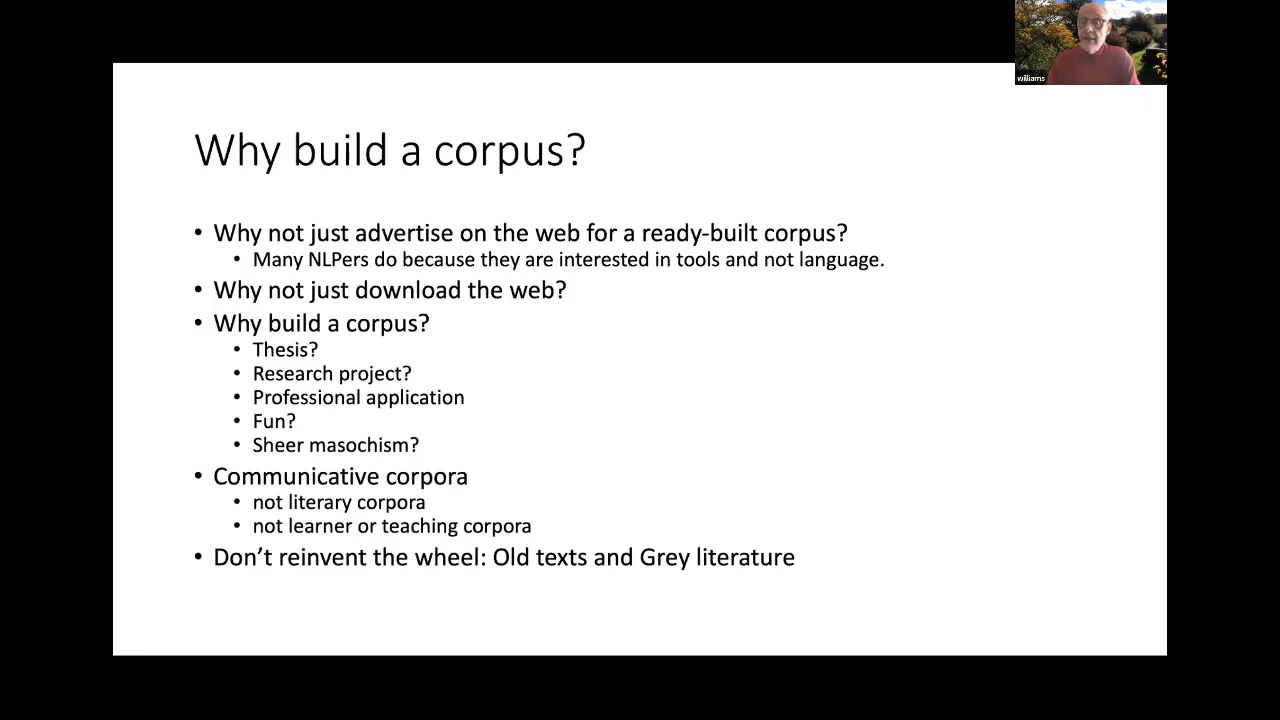 williams
Why build a corpus?
• Why not just advertise on the web for a ready-built corpus?
• Many NLPers do because they are interested in tools and not language.
• Why not just download the web?
• Why build a corpus?
• Thesis?
• Research project?
• Professional application
• Fun?
• Sheer masochism?
• Communicative corpora
• not literary corpora
• not learner or teaching corpora
• Don’t reinvent the wheel: Old texts and Grey literature